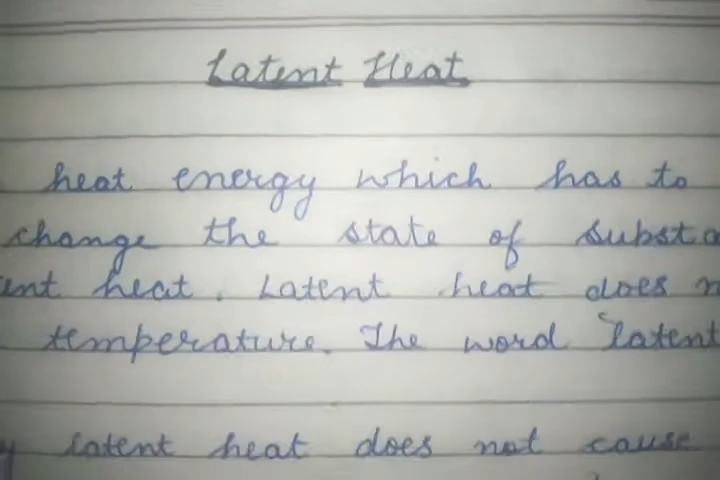 Latent Heat
heat energy which has to
change the state of
heat. Latent heat does
temperature. The word 'latent
latent heat does not cause